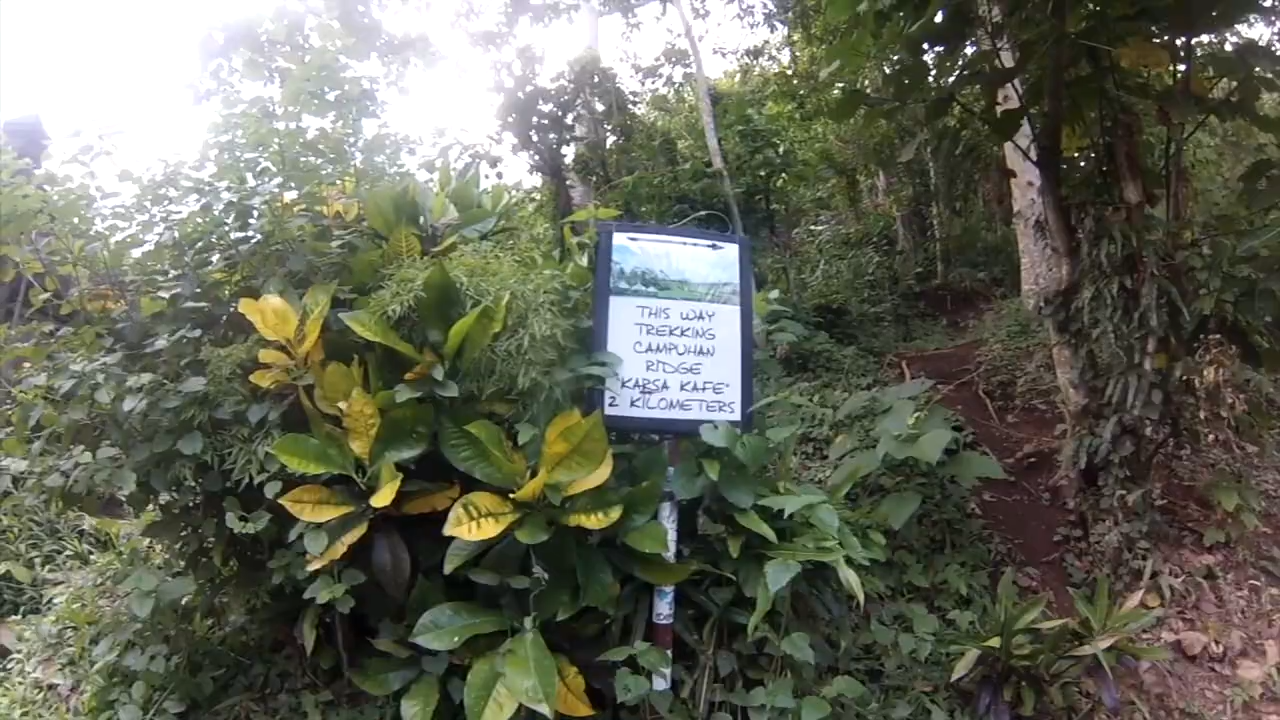 THIS WAY
TREKKING
CAMPUHAN
RIDGE
"KARSA KAFE"
2 KILOMETERS